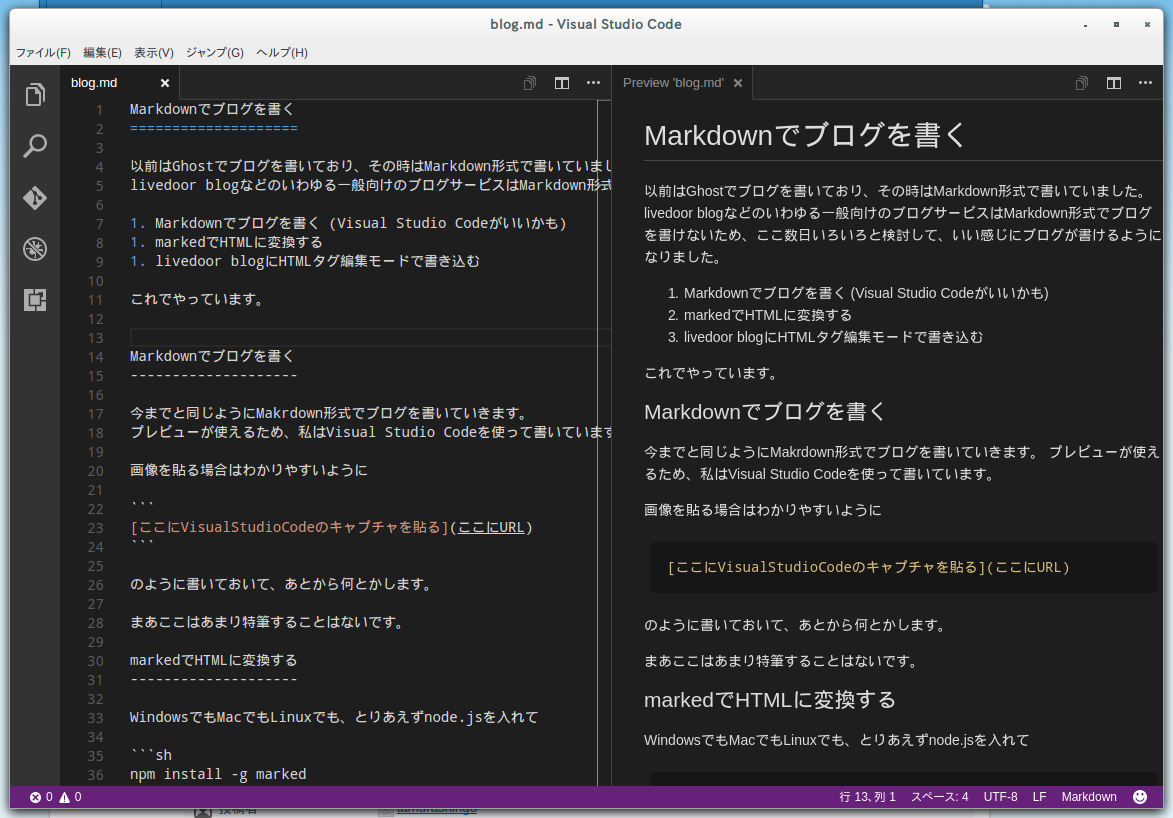 blog.md - Visual Studio Code
ファイル(F) 編集(E) 表示(V) ジャンプ(G) ヘルプ(H)
blog.md
1 Markdownでブログを書く
2 ====================
3
4 以前はGhostでブログを書いており、その時はMarkdown形式で書いていまし
5 livedoor blogなどのいわゆる一般向けのブログサービスはMarkdown形式
6
7 1. Markdownでブログを書く (Visual Studio Codeがいいかも)
8 1. markedでHTMLに変換する
9 1. livedoor blogにHTMLタグ編集モードで書き込む
10
11 これでやっています。
12
13
14 Markdownでブログを書く
15 --------------------
16
17 今までと同じようにMakrdown形式でブログを書いていきます。
18 プレビューが使えるため、私はVisual Studio Codeを使って書いています
19
20 画像を貼る場合はわかりやすいように
21
22 ```
23 [ここにVisualStudioCodeのキャプチャを貼る](ここにURL)
24 ```
25
26 のように書いておいて、あとから何とかします。
27
28 まあここはあまり特筆することはないです。
29
30 markedでHTMLに変換する
31 --------------------
32
33 WindowsでもMacでもLinuxでも、とりあえずnode.jsを入れて
34
35 ```sh
36 npm install -g marked
Preview 'blog.md'
Markdownでブログを書く
以前はGhostでブログを書いており、その時はMarkdown形式で書いていました。
livedoor blogなどのいわゆる一般向けのブログサービスはMarkdown形式でブログ
を書けないため、ここ数日いろいろと検討して、いい感じにブログが書けるように
なりました。
1. Markdownでブログを書く (Visual Studio Codeがいいかも)
2. markedでHTMLに変換する
3. livedoor blogにHTMLタグ編集モードで書き込む
これでやっています。
Markdownでブログを書く
今までと同じようにMakrdown形式でブログを書いていきます。 プレビューが使え
るため、私はVisual Studio Codeを使って書いています。
画像を貼る場合はわかりやすいように
[ここにVisualStudioCodeのキャプチャを貼る](ここにURL)
のように書いておいて、あとから何とかします。
まあここはあまり特筆することはないです。
markedでHTMLに変換する
WindowsでもMacでもLinuxでも、とりあえずnode.jsを入れて
0 0 行 13, 列 1 スペース: 4 UTF-8 LF Markdown